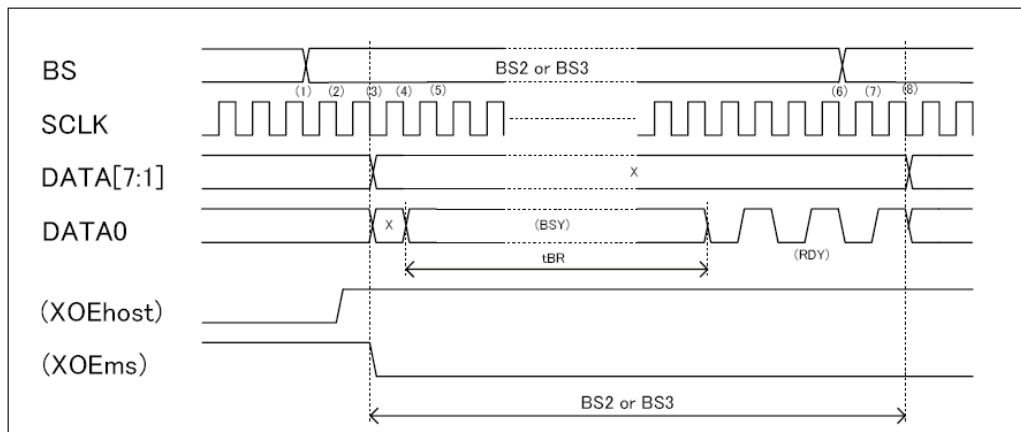 BS
BS2 or BS3
(1) (2) (3) (4) (5) (6) (7) (8)
SCLK
DATA[7:1]
X
DATA0
X
(BSY)
(RDY)
tBR
(XOEhost)
(XOEms)
BS2 or BS3